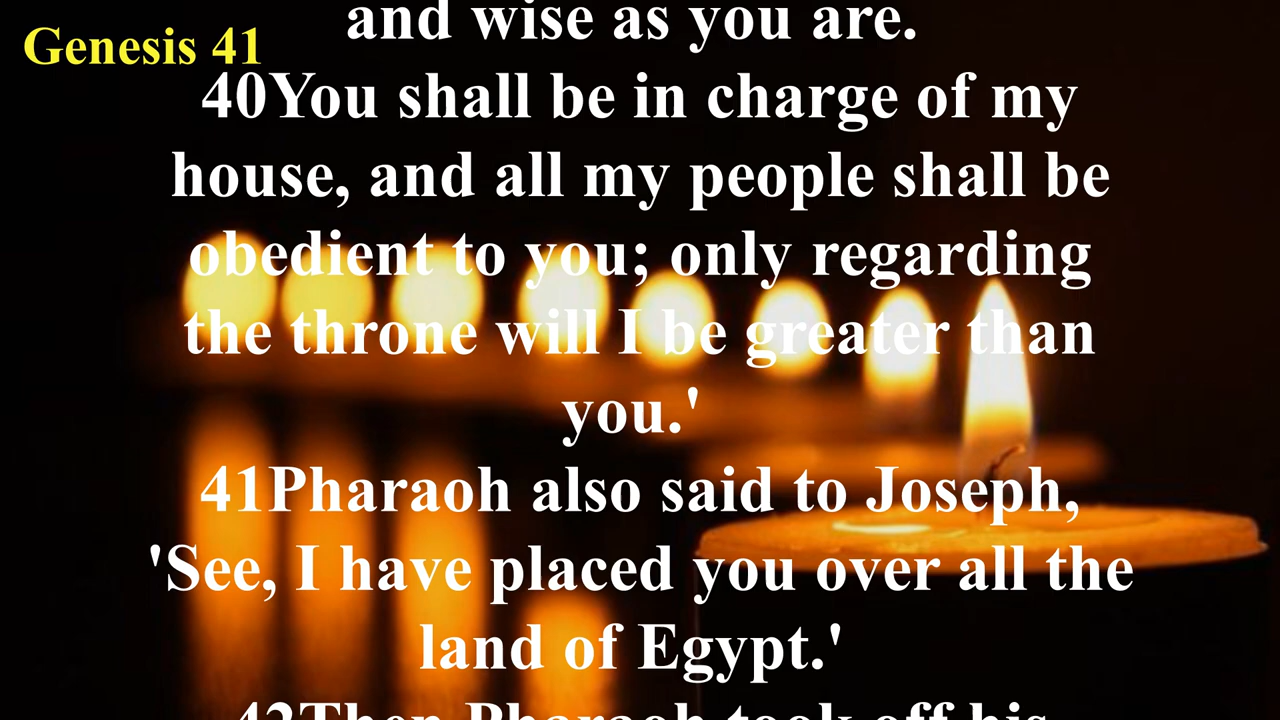 Genesis 41
and wise as you are.
40You shall be in charge of my
house, and all my people shall be
obedient to you; only regarding
the throne will I be greater than
you.'
41Pharaoh also said to Joseph,
'See, I have placed you over all the
land of Egypt.'
42Then Pharaoh took off his